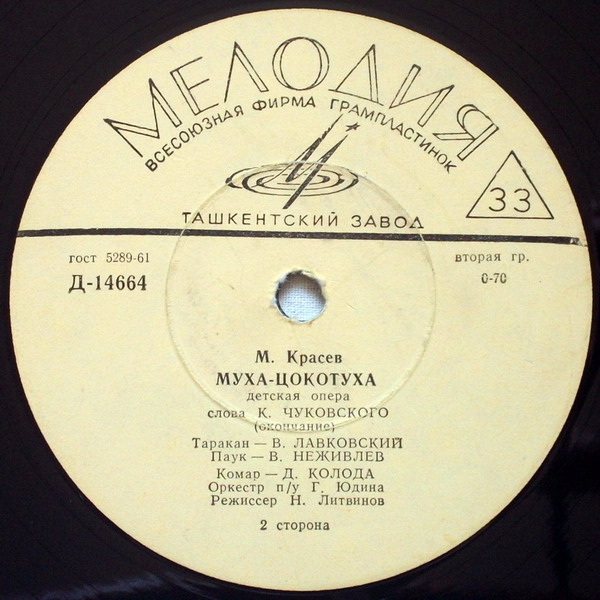 МЕЛОДИЯ
ВСЕСОЮЗНАЯ ФИРМА ГРАМПЛАСТИНОК
33
ТАШКЕНТСКИЙ ЗАВОД
гост 5289-61
вторая гр.
Д-14664
0-70
М. Красев
МУХА-ЦОКОТУХА
детская опера
слова К. ЧУКОВСКОГО
(окончание)
Таракан — В. ЛАВКОВСКИЙ
Паук — В. НЕЖИВЛЕВ
Комар — Д. КОЛОДА
Оркестр п/у Г. Юдина
Режиссер Н. Литвинов
2 сторона